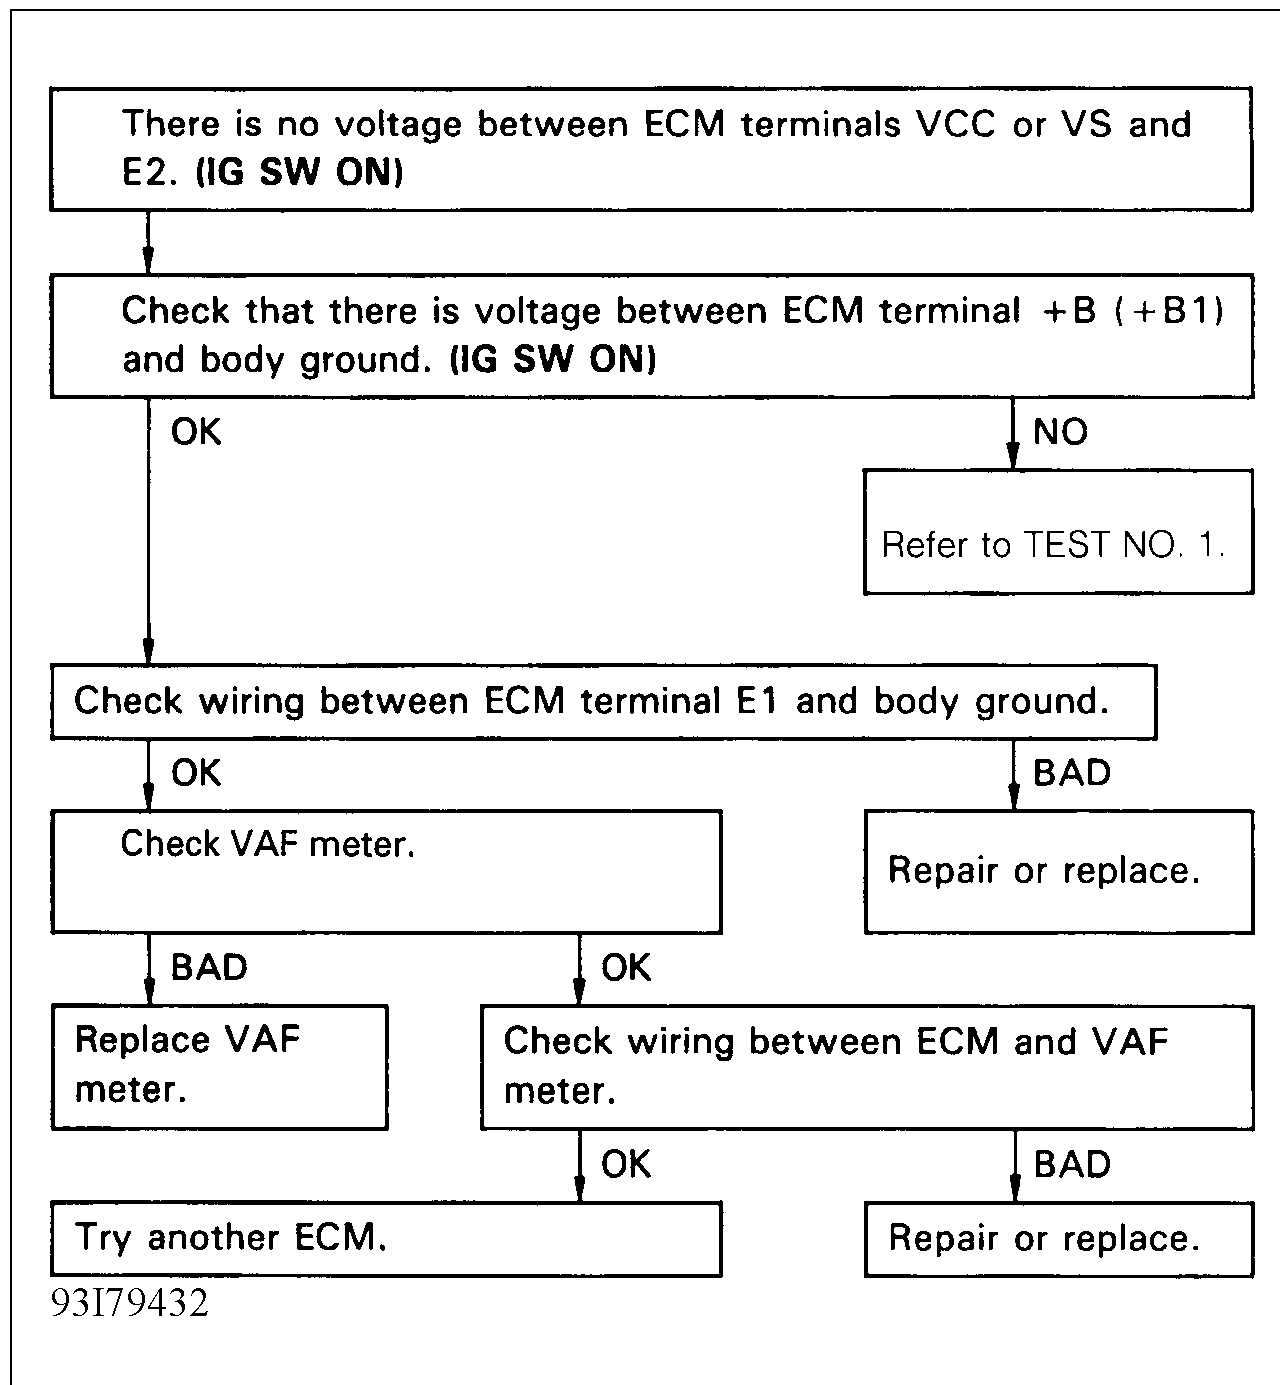 There is no voltage between ECM terminals VCC or VS and
E2. (IG SW ON)
Check that there is voltage between ECM terminal +B (+B1)
and body ground. (IG SW ON)
OK
NO
Refer to TEST NO. 1.
Check wiring between ECM terminal E1 and body ground.
OK
BAD
Check VAF meter.
Repair or replace.
BAD
OK
Replace VAF
meter.
Check wiring between ECM and VAF
meter.
OK
BAD
Try another ECM.
Repair or replace.
93I79432